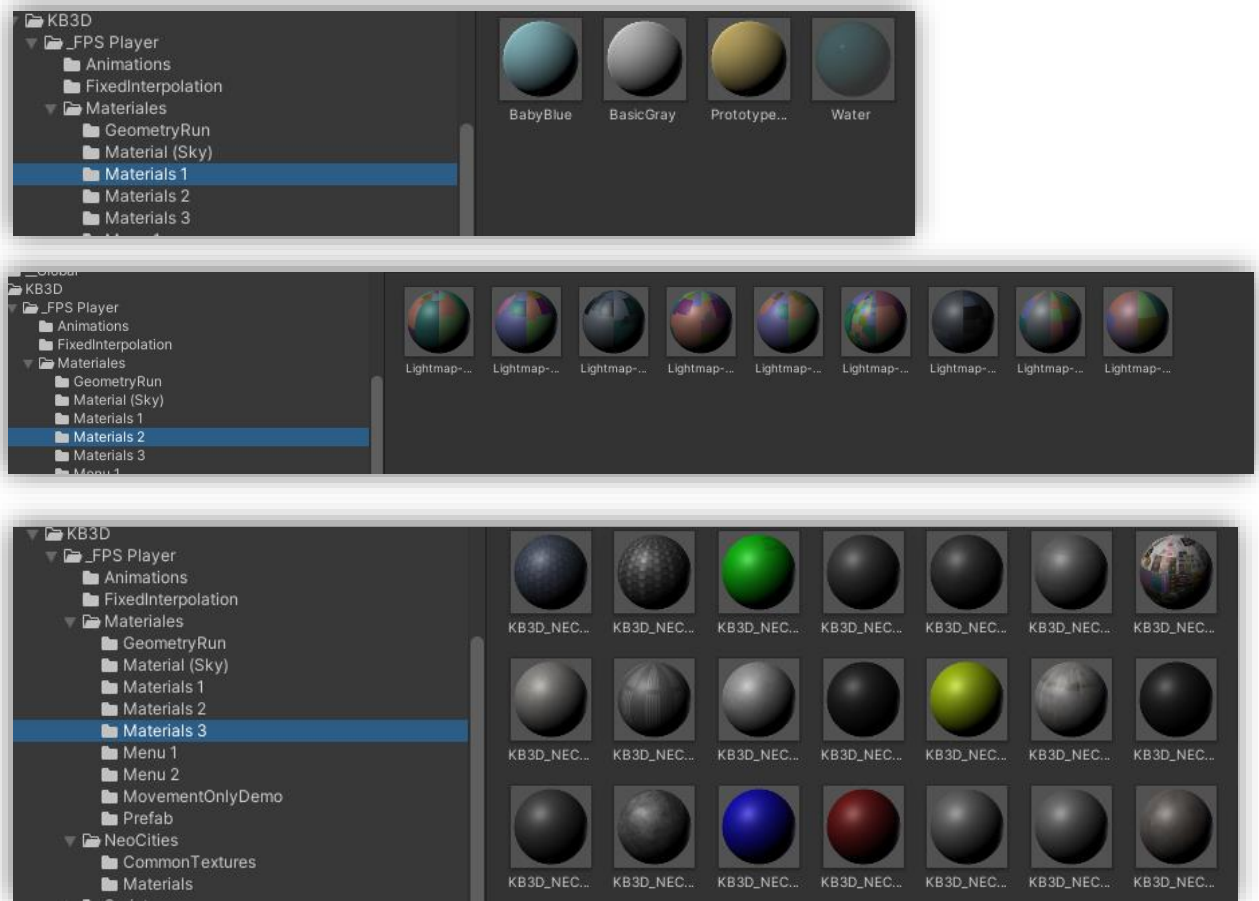 KB3D
_FPS Player
Animations
FixedInterpolation
Materiales
GeometryRun
Material (Sky)
Materials 1
Materials 2
Materials 3
BabyBlue BasicGray Prototype... Water
KB3D
_FPS Player
Animations
FixedInterpolation
Materiales
GeometryRun
Material (Sky)
Materials 1
Materials 2
Materials 3
Menu 1
Lightmap-... Lightmap-... Lightmap-... Lightmap-... Lightmap-... Lightmap-... Lightmap-... Lightmap-... Lightmap-...
KB3D
_FPS Player
Animations
FixedInterpolation
Materiales
GeometryRun
Material (Sky)
Materials 1
Materials 2
Materials 3
Menu 1
Menu 2
MovementOnlyDemo
Prefab
NeoCities
CommonTextures
Materials
KB3D_NEC... KB3D_NEC... KB3D_NEC... KB3D_NEC... KB3D_NEC... KB3D_NEC... KB3D_NEC...
KB3D_NEC... KB3D_NEC... KB3D_NEC... KB3D_NEC... KB3D_NEC... KB3D_NEC... KB3D_NEC...
KB3D_NEC... KB3D_NEC... KB3D_NEC... KB3D_NEC... KB3D_NEC... KB3D_NEC... KB3D_NEC...